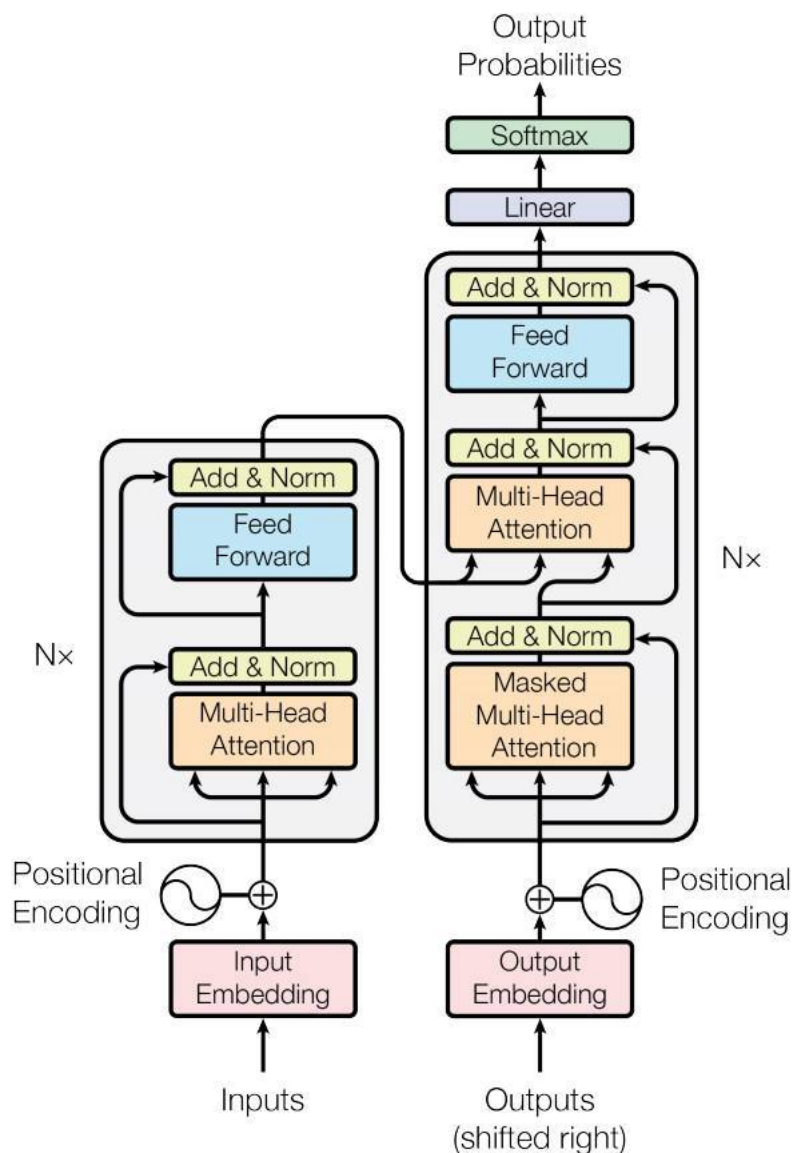 Output
Probabilities
Softmax
Linear
Add & Norm
Feed
Forward
Add & Norm
Multi-Head
Attention
Add & Norm
Masked
Multi-Head
Attention
Nx
Add & Norm
Feed
Forward
Add & Norm
Multi-Head
Attention
Nx
Positional
Encoding
Positional
Encoding
Input
Embedding
Output
Embedding
Inputs
Outputs
(shifted right)